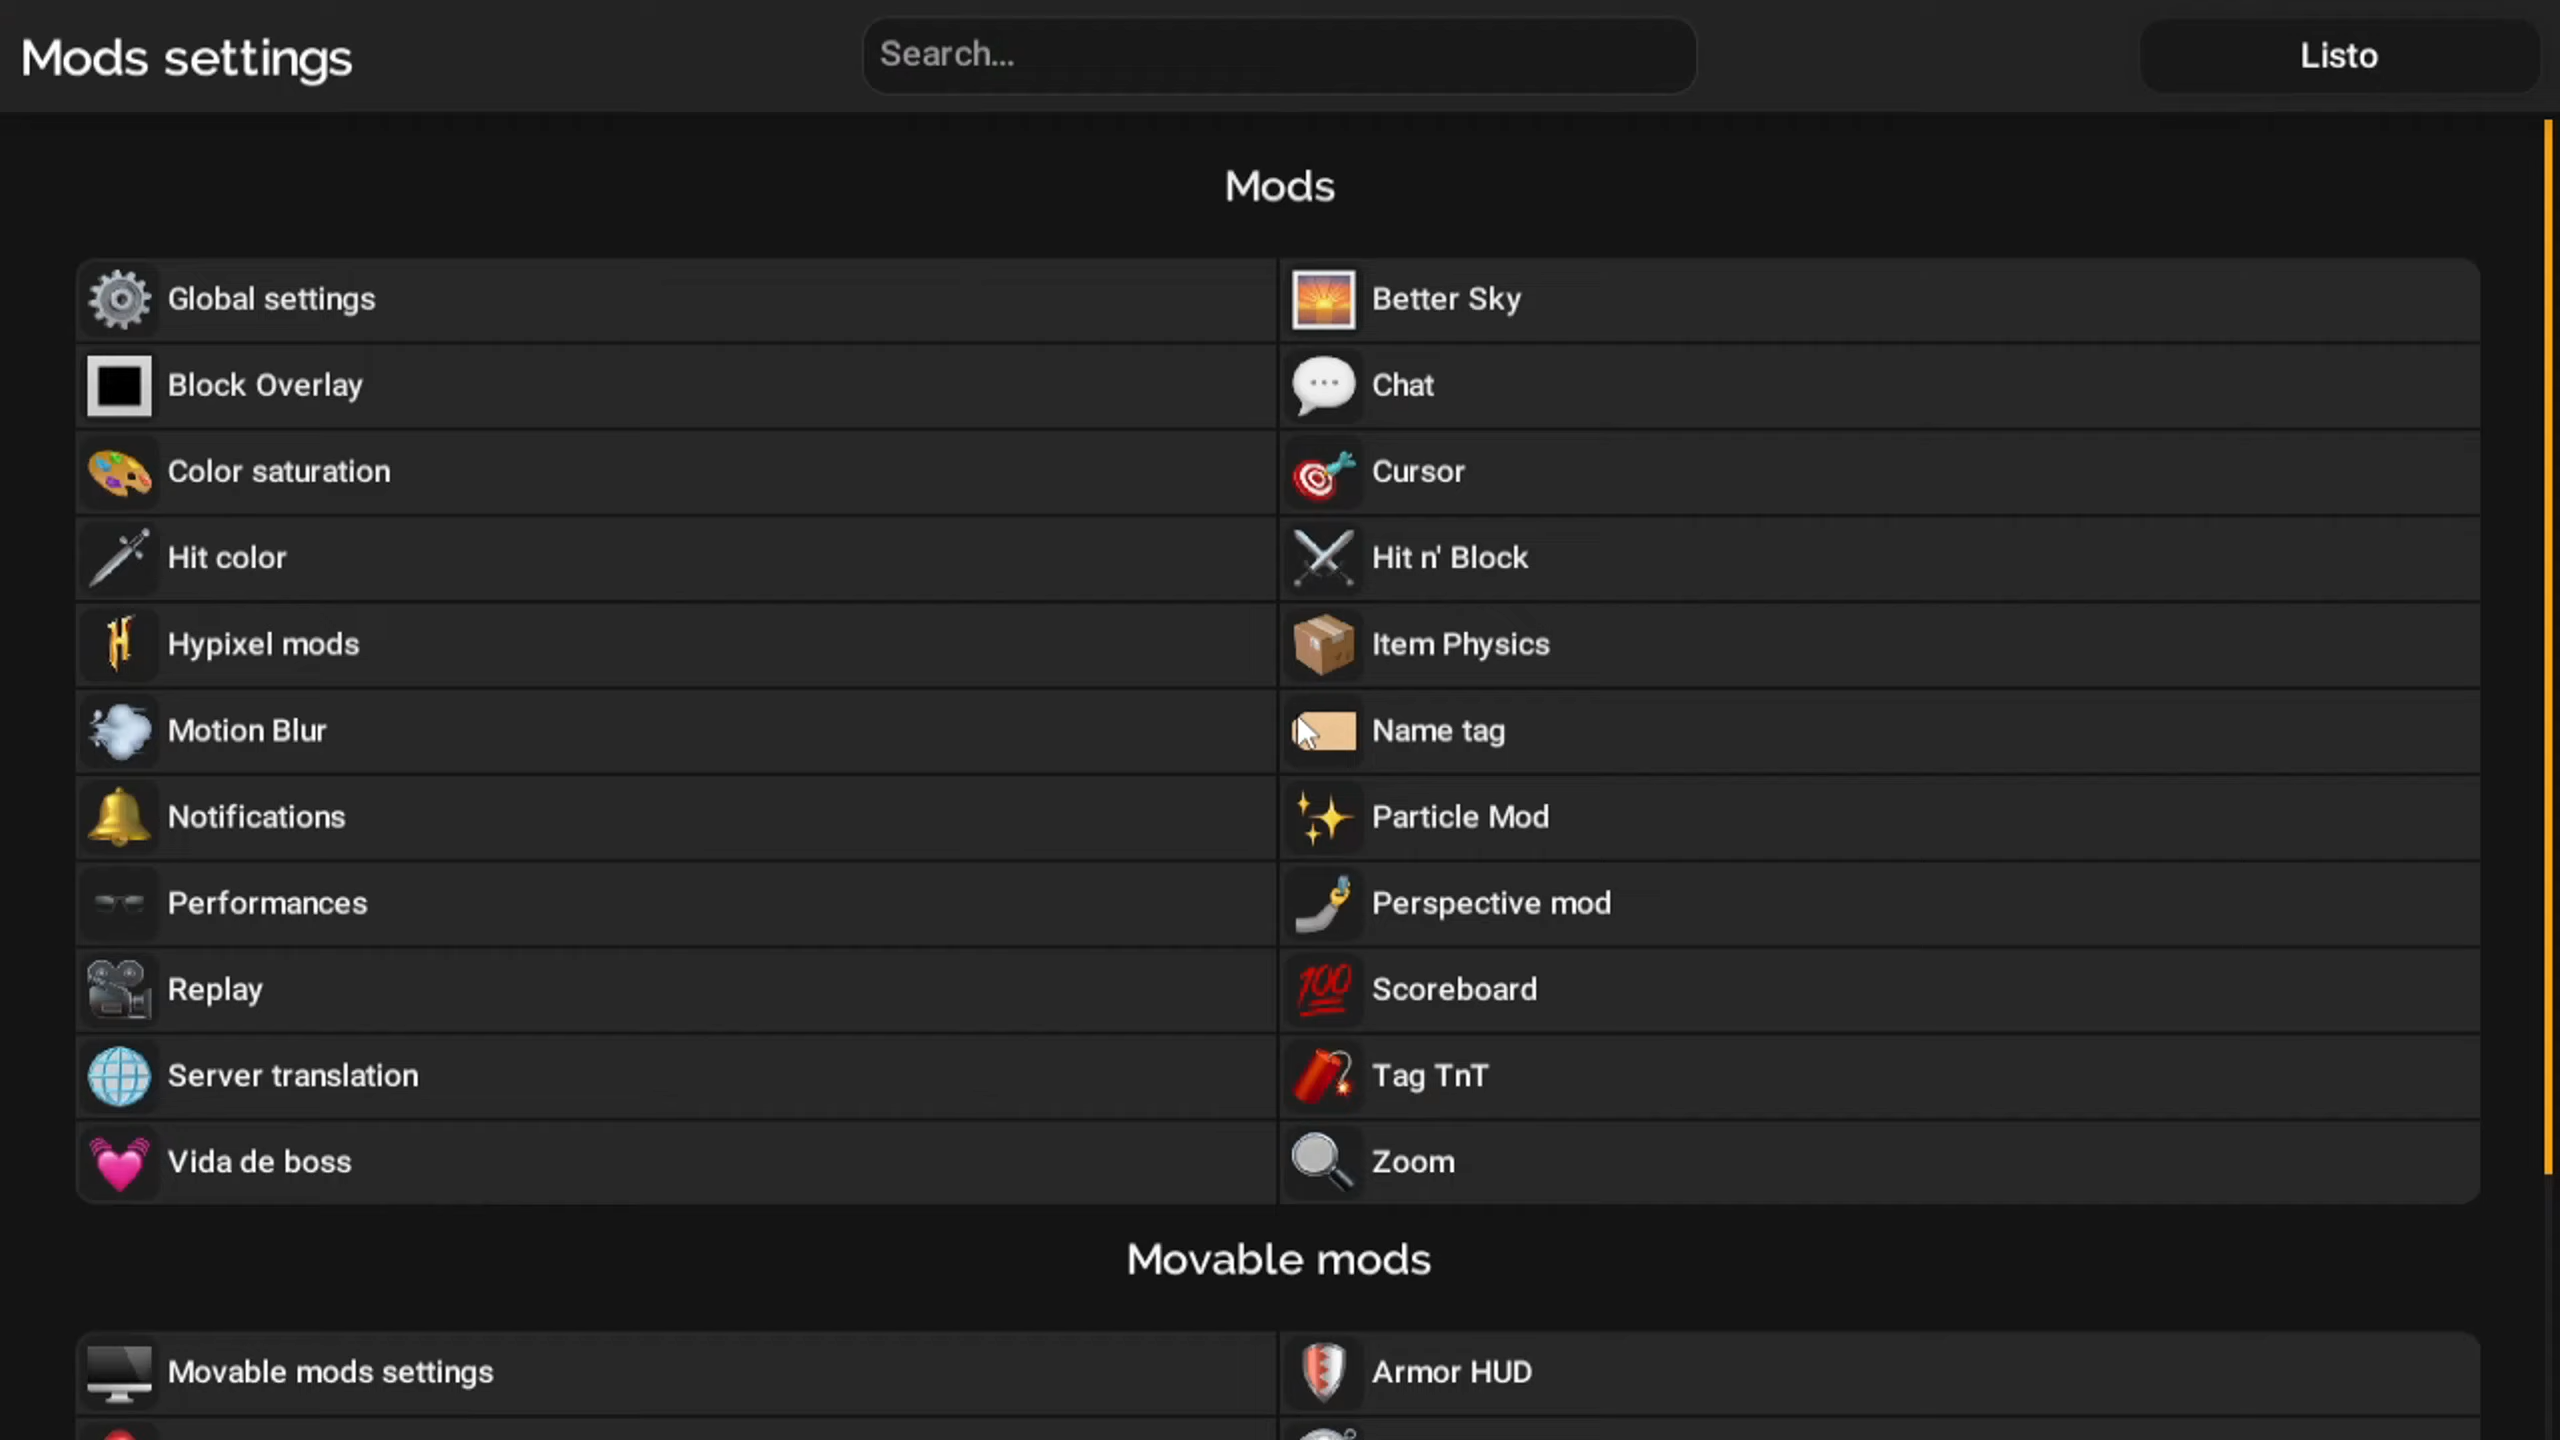 Mods settings
Search...
Listo
Mods
Global settings
Better Sky
Block Overlay
Chat
Color saturation
Cursor
Hit color
Hit n' Block
Hypixel mods
Item Physics
Motion Blur
Name tag
Notifications
Particle Mod
Performances
Perspective mod
Replay
100
Scoreboard
Server translation
Tag TnT
Vida de boss
Zoom
Movable mods
Movable mods settings
Armor HUD